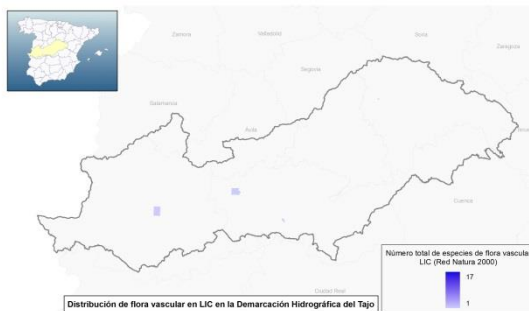 Zamora
Valladolid
Soria
Zaragoza
Segovia
Salamanca
Ávila
Cuenca
Ciudad Real
Número total de especies de flora vascular
LIC (Red Natura 2000)
17
1
Distribución de flora vascular en LIC en la Demarcación Hidrográfica del Tajo